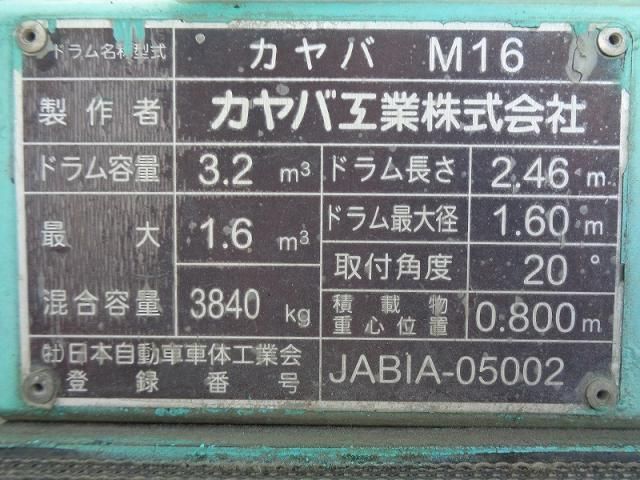 ドラム名称型式 カヤバ M16
製作者 カヤバ工業株式会社
ドラム容量 3.2 m³ ドラム長さ 2.46 m
最大 1.6 m³ ドラム最大径 1.60 m
取付角度 20°
混合容量 3840 kg 積載物 0.800m
重心位置
㈳日本自動車車体工業会
登録番号 JABIA-05002